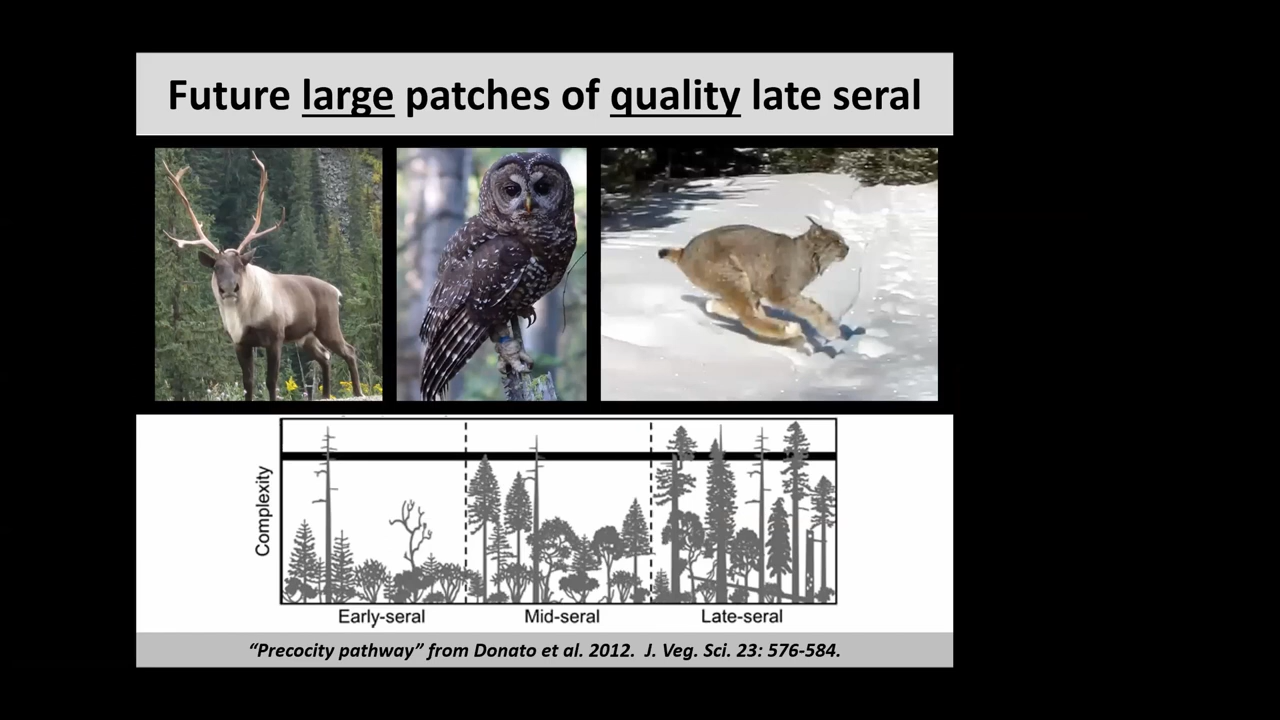 Future large patches of quality late seral
Complexity
Early-seral Mid-seral Late-seral
“Precocity pathway” from Donato et al. 2012. J. Veg. Sci. 23: 576-584.